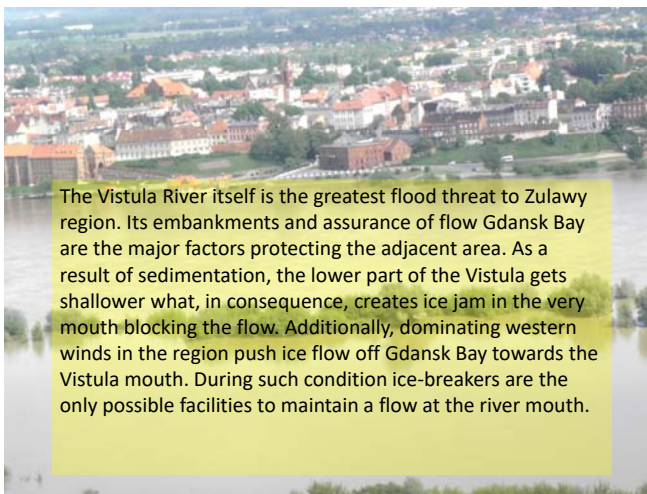 The Vistula River itself is the greatest flood threat to Zulawy
region. Its embankments and assurance of flow Gdansk Bay
are the major factors protecting the adjacent area. As a
result of sedimentation, the lower part of the Vistula gets
shallower what, in consequence, creates ice jam in the very
mouth blocking the flow. Additionally, dominating western
winds in the region push ice flow off Gdansk Bay towards the
Vistula mouth. During such condition ice-breakers are the
only possible facilities to maintain a flow at the river mouth.